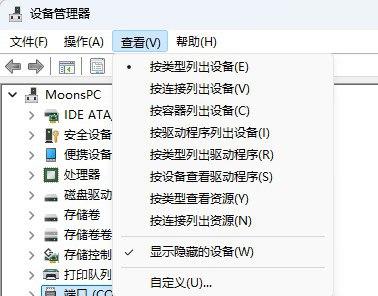 设备管理器
文件(F) 操作(A) 查看(V) 帮助(H)
按类型列出设备(E)
按连接列出设备(V)
按容器列出设备(C)
按驱动程序列出设备(I)
按类型列出驱动程序(R)
按设备查看驱动程序(S)
按类型查看资源(Y)
按连接列出资源(N)
显示隐藏的设备(W)
自定义(U)...
MoonsPC
IDE ATA
安全设备
便携设备
处理器
磁盘驱动
存储卷
存储卷卷
存储控制
打印队列
端口 (CO